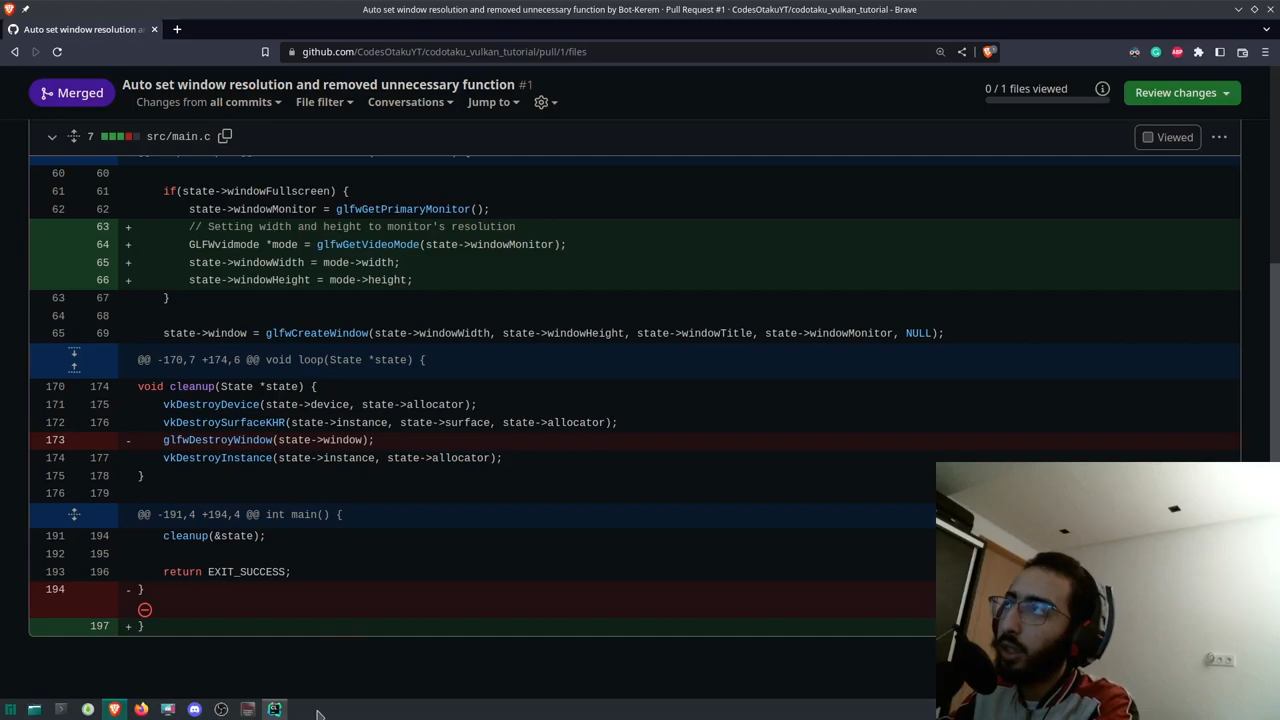 Auto set window resolution and removed unnecessary function by Bot-Kerem · Pull Request #1 · CodesOtakuYT/codotaku_vulkan_tutorial - Brave
Auto set window resolution and
github.com/CodesOtakuYT/codotaku_vulkan_tutorial/pull/1/files
Merged
Auto set window resolution and removed unnecessary function #1
Changes from all commits File filter Conversations Jump to
0 / 1 files viewed
Review changes
7 src/main.c
Viewed
60 60
61 61 if(state->windowFullscreen) {
62 62 state->windowMonitor = glfwGetPrimaryMonitor();
63 + // Setting width and height to monitor's resolution
64 + GLFWvidmode *mode = glfwGetVideoMode(state->windowMonitor);
65 + state->windowWidth = mode->width;
66 + state->windowHeight = mode->height;
63 67 }
64 68
65 69 state->window = glfwCreateWindow(state->windowWidth, state->windowHeight, state->windowTitle, state->windowMonitor, NULL);
@@ -170,7 +174,6 @@ void loop(State *state) {
170 174 void cleanup(State *state) {
171 175 vkDestroyDevice(state->device, state->allocator);
172 176 vkDestroySurfaceKHR(state->instance, state->surface, state->allocator);
173 - glfwDestroyWindow(state->window);
174 177 vkDestroyInstance(state->instance, state->allocator);
175 178 }
176 179
@@ -191,4 +194,4 @@ int main() {
191 194 cleanup(&state);
192 195
193 196 return EXIT_SUCCESS;
194 - }
197 + }